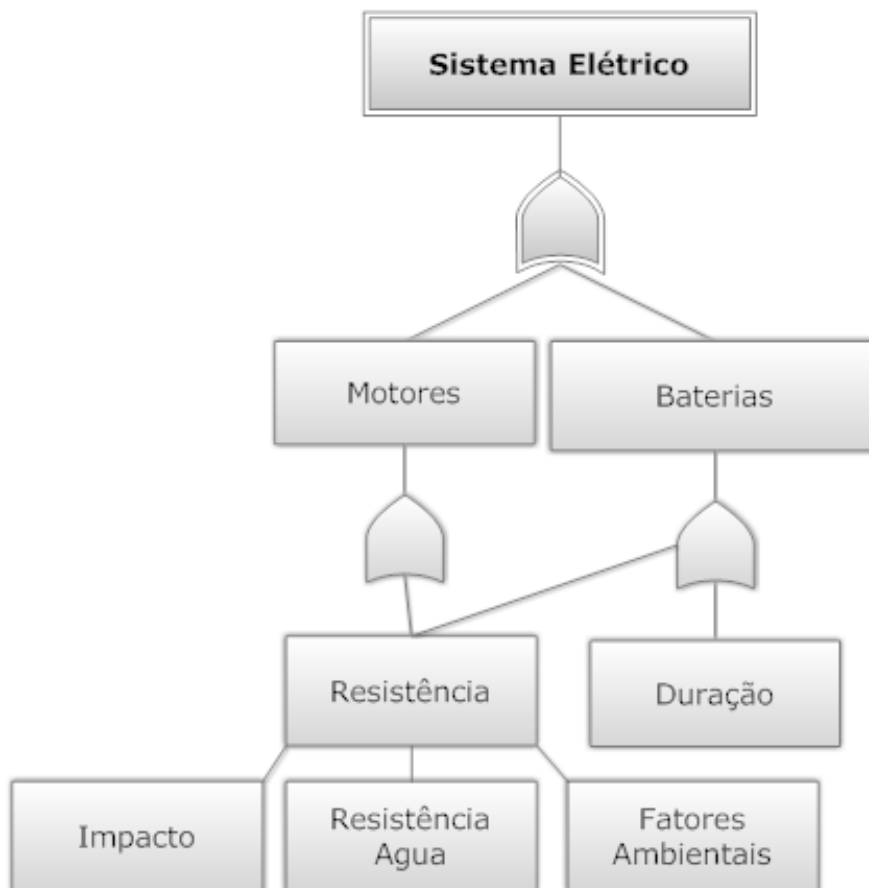 Sistema Elétrico
Motores
Baterias
Resistência
Duração
Impacto
Resistência
Agua
Fatores
Ambientais